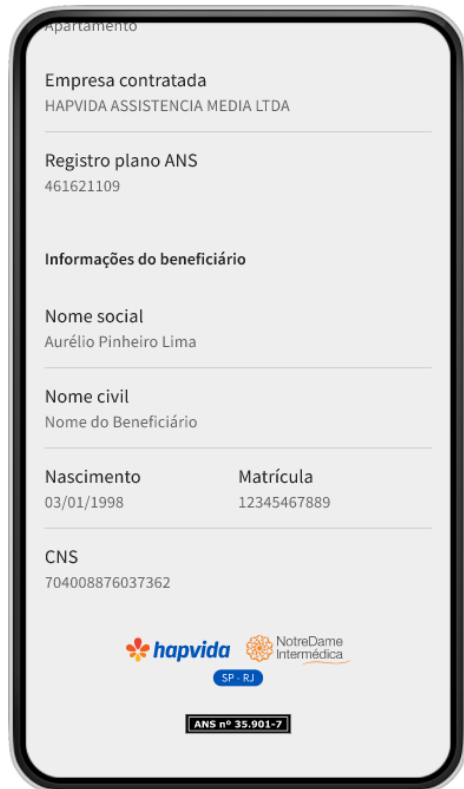 Apartamento
Empresa contratada
HAPVIDA ASSISTENCIA MEDIA LTDA
Registro plano ANS
461621109
Informações do beneficiário
Nome social
Aurélio Pinheiro Lima
Nome civil
Nome do Beneficiário
Nascimento Matrícula
03/01/1998 12345467889
CNS
704008876037362
hapvida NotreDame
Intermédica
SP - RJ
ANS nº 35.901-7